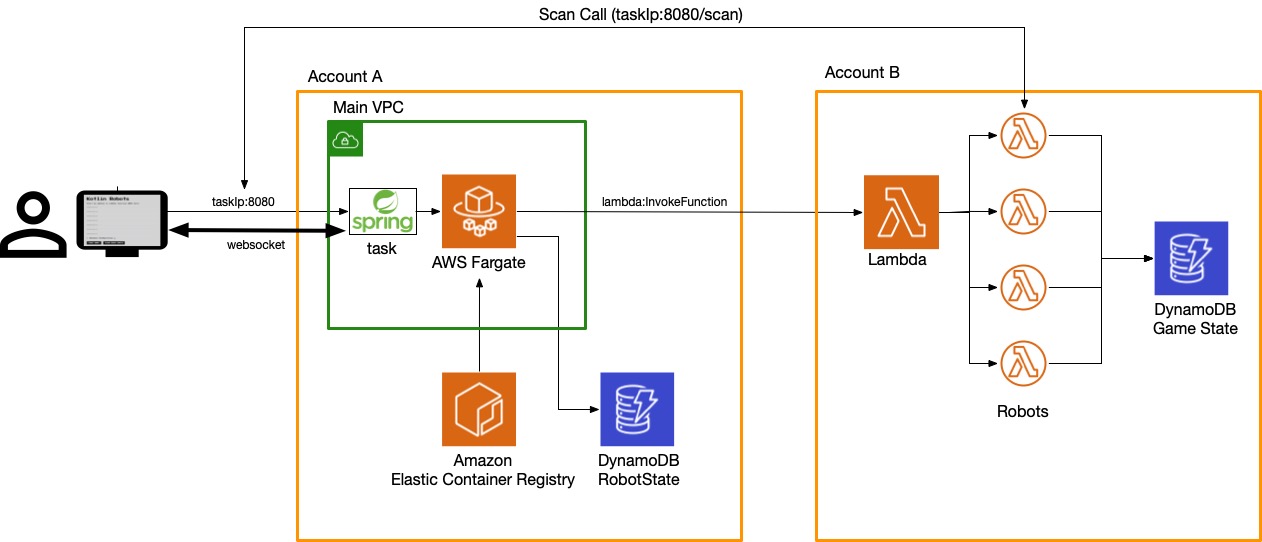 Scan Call (taskIp:8080/scan)
Account A
Account B
Main VPC
Kotlin Robots
taskIp:8080
spring
lambda:InvokeFunction
websocket
task
AWS Fargate
Lambda
DynamoDB
Game State
Robots
Amazon
Elastic Container Registry
DynamoDB
RobotState